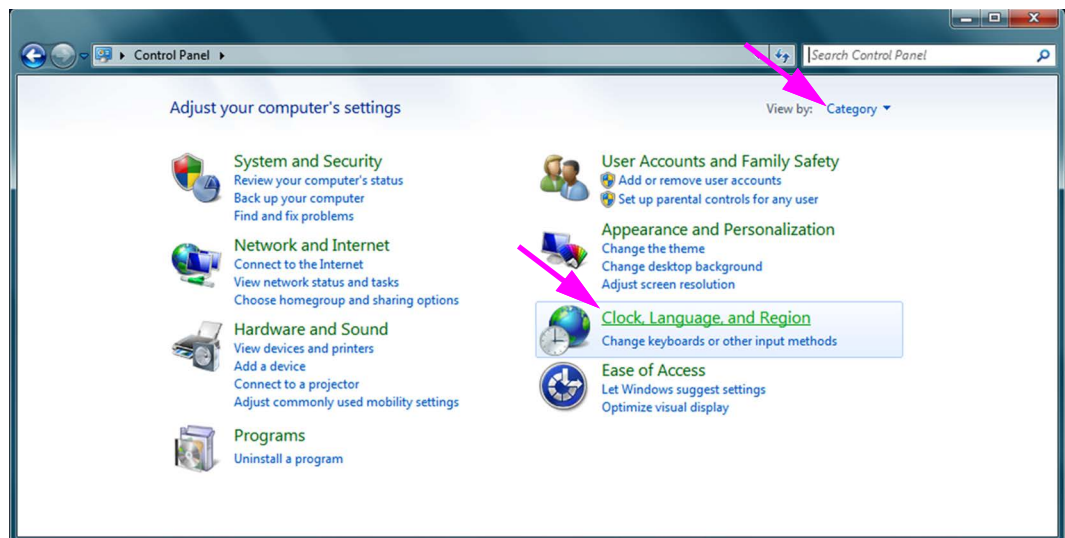 Control Panel
Search Control Panel
Adjust your computer's settings
View by: Category
System and Security
Review your computer's status
Back up your computer
Find and fix problems
Network and Internet
Connect to the Internet
View network status and tasks
Choose homegroup and sharing options
Hardware and Sound
View devices and printers
Add a device
Connect to a projector
Adjust commonly used mobility settings
Programs
Uninstall a program
User Accounts and Family Safety
Add or remove user accounts
Set up parental controls for any user
Appearance and Personalization
Change the theme
Change desktop background
Adjust screen resolution
Clock, Language, and Region
Change keyboards or other input methods
Ease of Access
Let Windows suggest settings
Optimize visual display